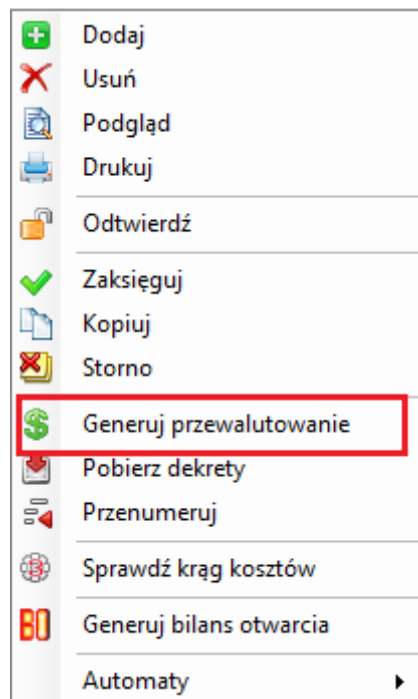 Dodaj
Usuń
Podgląd
Drukuj
Odtwierdź
Zaksięguj
Kopiuj
Storno
Generuj przewalutowanie
Pobierz dekrety
Przenumeruj
Sprawdź krąg kosztów
BO Generuj bilans otwarcia
Automaty